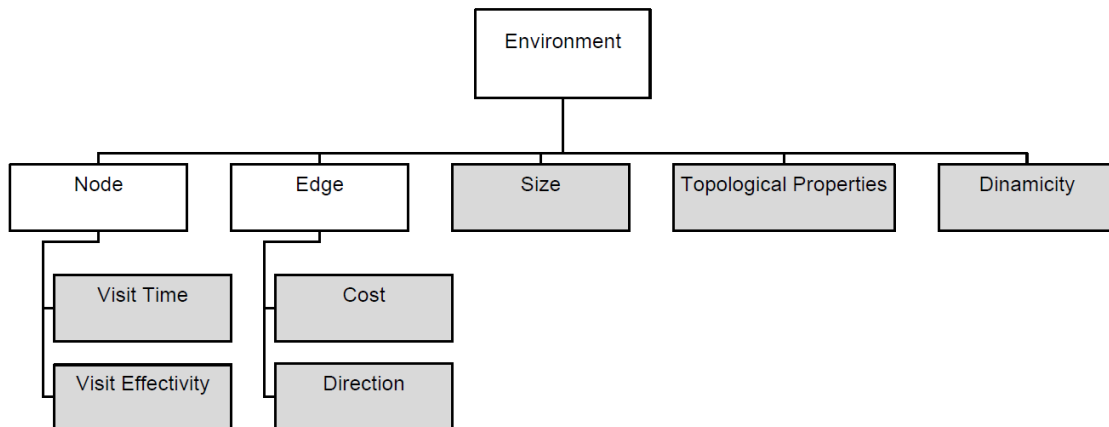 Environment
Node
Edge
Size
Topological Properties
Dinamicity
Visit Time
Cost
Visit Effectivity
Direction